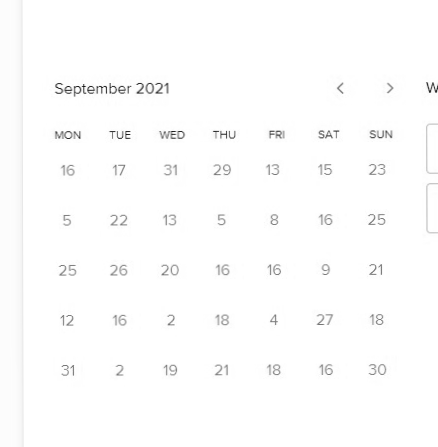 September 2021
W
MON TUE WED THU FRI SAT SUN
16 17 31 29 13 15 23
5 22 13 5 8 16 25
25 26 20 16 16 9 21
12 16 2 18 4 27 18
31 2 19 21 18 16 30